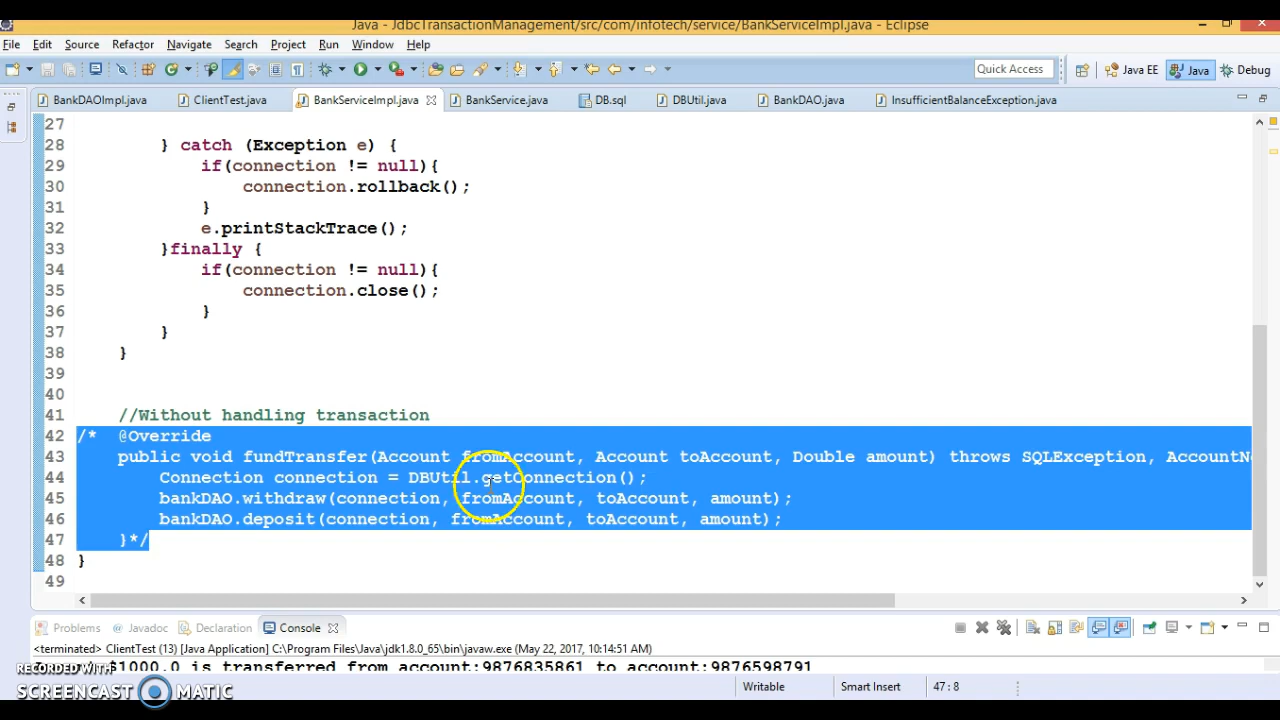 Java - JdbcTransactionManagement/src/com/infotech/service/BankServiceImpl.java - Eclipse
File Edit Source Refactor Navigate Search Project Run Window Help
Quick Access Java EE Java Debug
BankDAOImpl.java ClientTest.java BankServiceImpl.java BankService.java DB.sql DBUtil.java BankDAO.java InsufficientBalanceException.java
27
28 } catch (Exception e) {
29 if(connection != null){
30 connection.rollback();
31 }
32 e.printStackTrace();
33 }finally {
34 if(connection != null){
35 connection.close();
36 }
37 }
38 }
39
40
41 //Without handling transaction
42 /* @Override
43 public void fundTransfer(Account fromAccount, Account toAccount, Double amount) throws SQLException, AccountNo
44 Connection connection = DBUtil.getConnection();
45 bankDAO.withdraw(connection, fromAccount, toAccount, amount);
46 bankDAO.deposit(connection, fromAccount, toAccount, amount);
47 }*/
48 }
49
Problems Javadoc Declaration Console
<terminated> ClientTest (13) [Java Application] C:\Program Files\Java\jdk1.8.0_65\bin\javaw.exe (May 22, 2017, 10:14:51 AM)
$1000.0 is transferred from account:9876835861 to account:9876598791
RECORDED WITH
SCREENCAST MATIC
Writable Smart Insert 47 : 8